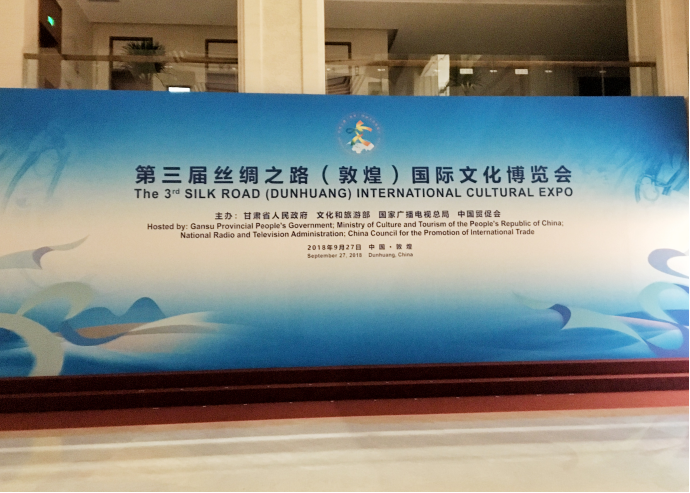 第三届丝绸之路（敦煌）国际文化博览会
The 3rd SILK ROAD (DUNHUANG) INTERNATIONAL CULTURAL EXPO
主办：甘肃省人民政府 文化和旅游部 国家广播电视总局 中国贸促会
Hosted by: Gansu Provincial People's Government; Ministry of Culture and Tourism of the People's Republic of China;
National Radio and Television Administration; China Council for the Promotion of International Trade
2018年9月27日 中国·敦煌
September 27, 2018 Dunhuang, China